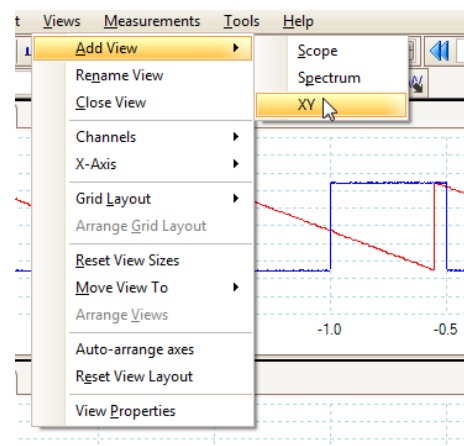 t Views Measurements Tools Help
Add View
Rename View
Close View
Channels
X-Axis
Grid Layout
Arrange Grid Layout
Reset View Sizes
Move View To
Arrange Views
Auto-arrange axes
Reset View Layout
View Properties
Scope
Spectrum
XY
-1.0 -0.5